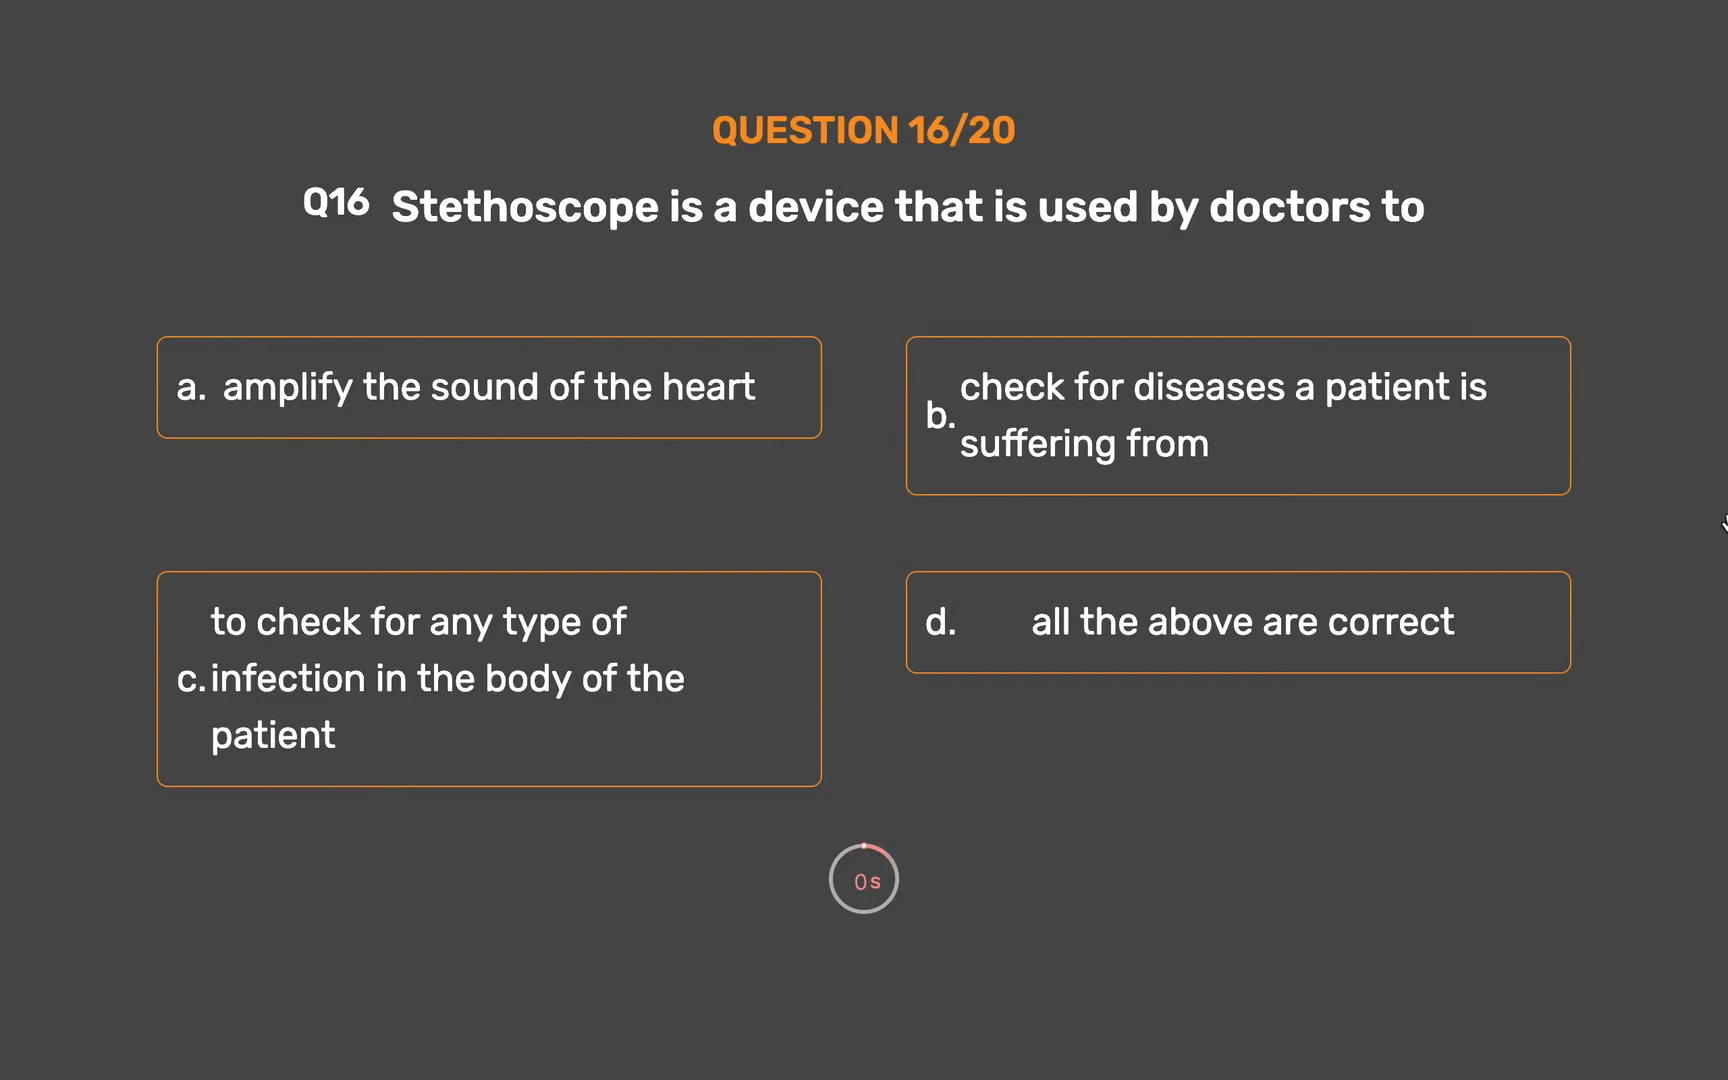 QUESTION 16/20
Q16 Stethoscope is a device that is used by doctors to
a. amplify the sound of the heart
b. check for diseases a patient is
suffering from
to check for any type of
c. infection in the body of the
patient
d. all the above are correct
0s